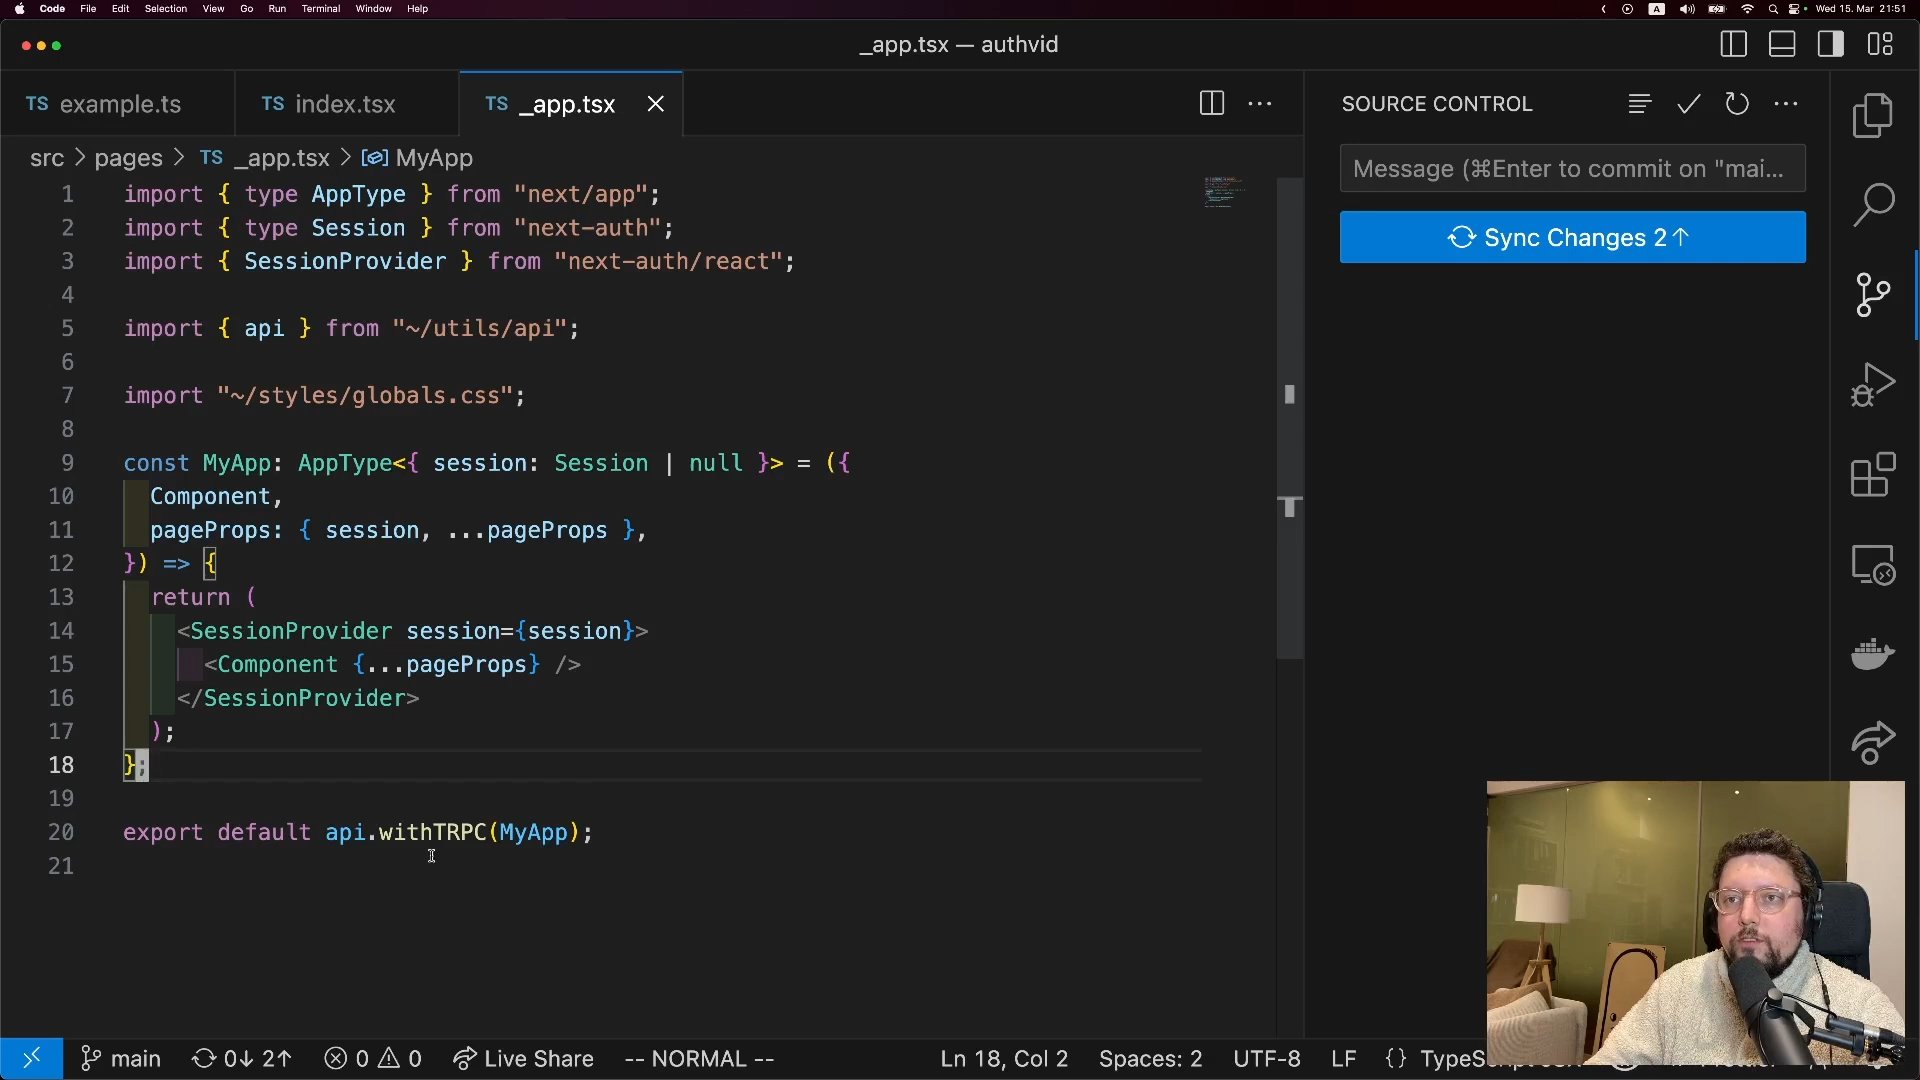 Code File Edit Selection View Go Run Terminal Window Help
A Wed 15. Mar 21:51
_app.tsx — authvid
TS example.ts
TS index.tsx
TS _app.tsx
src > pages > TS _app.tsx > MyApp
1 import { type AppType } from "next/app";
2 import { type Session } from "next-auth";
3 import { SessionProvider } from "next-auth/react";
4
5 import { api } from "~/utils/api";
6
7 import "~/styles/globals.css";
8
9 const MyApp: AppType<{ session: Session | null }> = ({
10 Component,
11 pageProps: { session, ...pageProps },
12 }) => {
13 return (
14 <SessionProvider session={session}>
15 <Component {...pageProps} />
16 </SessionProvider>
17 );
18 };
19
20 export default api.withTRPC(MyApp);
21
SOURCE CONTROL
Message (⌘Enter to commit on "mai...
Sync Changes 2↑
main 0↓ 2↑ 0 0 Live Share -- NORMAL --
Ln 18, Col 2 Spaces: 2 UTF-8 LF {}